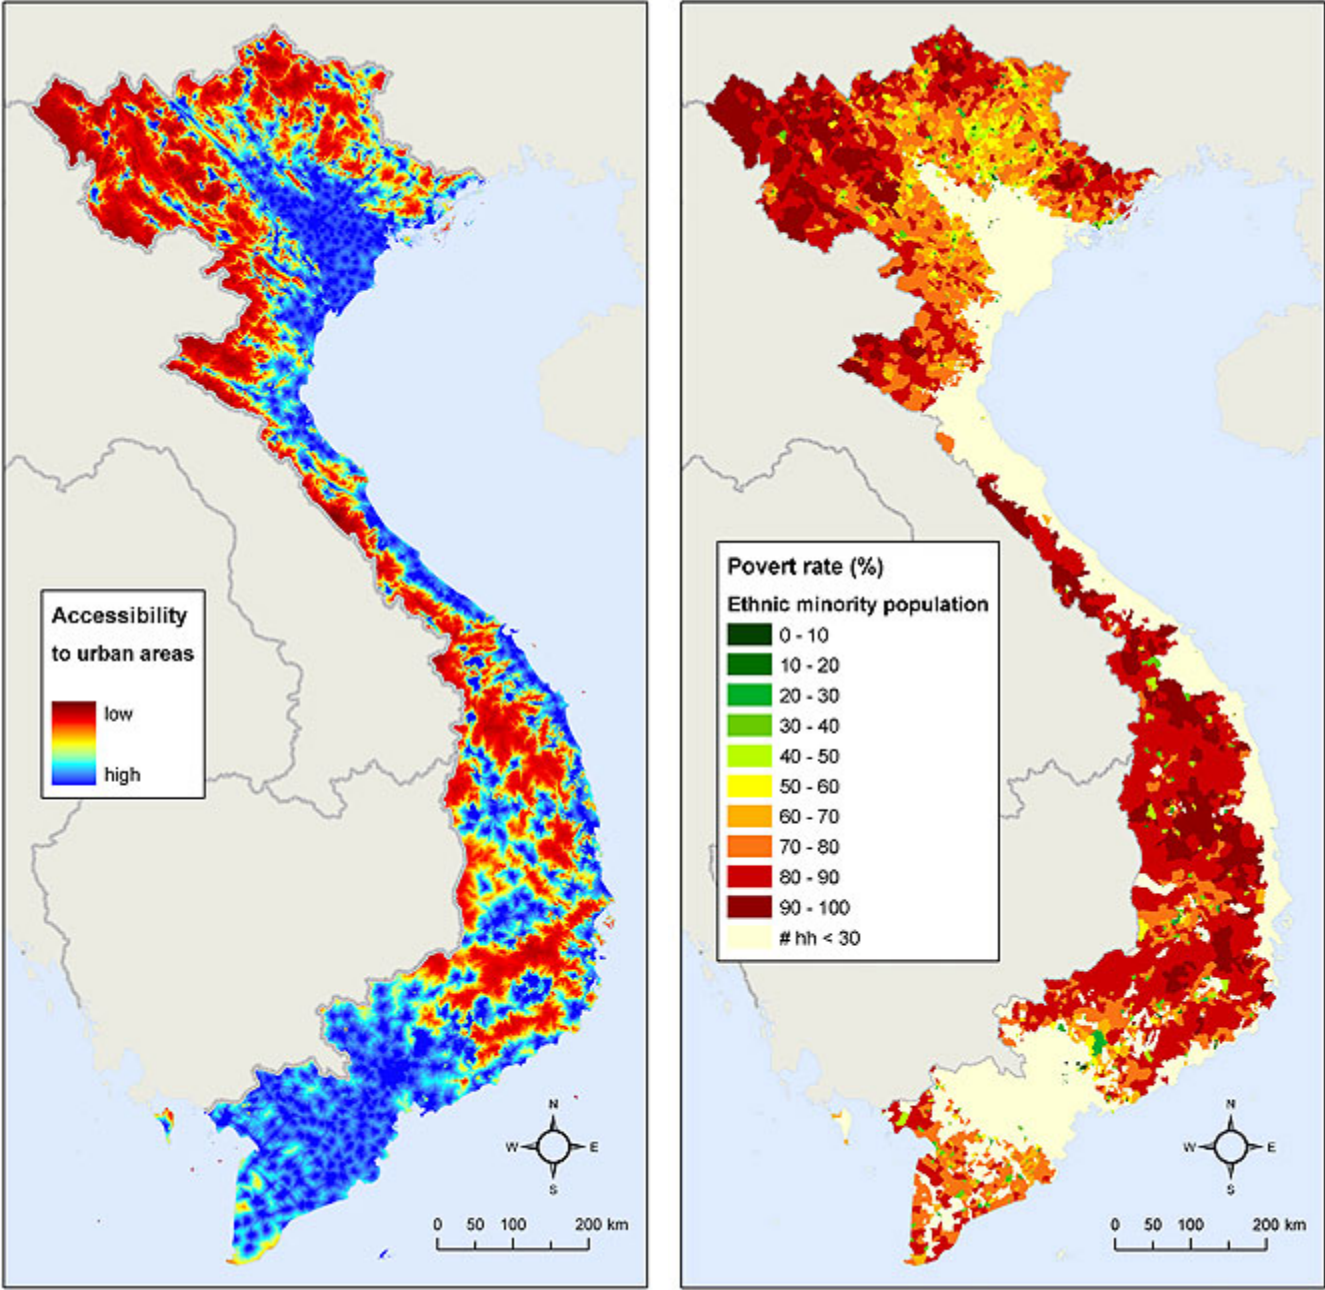 Accessibility
to urban areas
low
high
N
W E
S
0 50 100 200 km
Povert rate (%)
Ethnic minority population
0 - 10
10 - 20
20 - 30
30 - 40
40 - 50
50 - 60
60 - 70
70 - 80
80 - 90
90 - 100
# hh < 30
N
W E
S
0 50 100 200 km